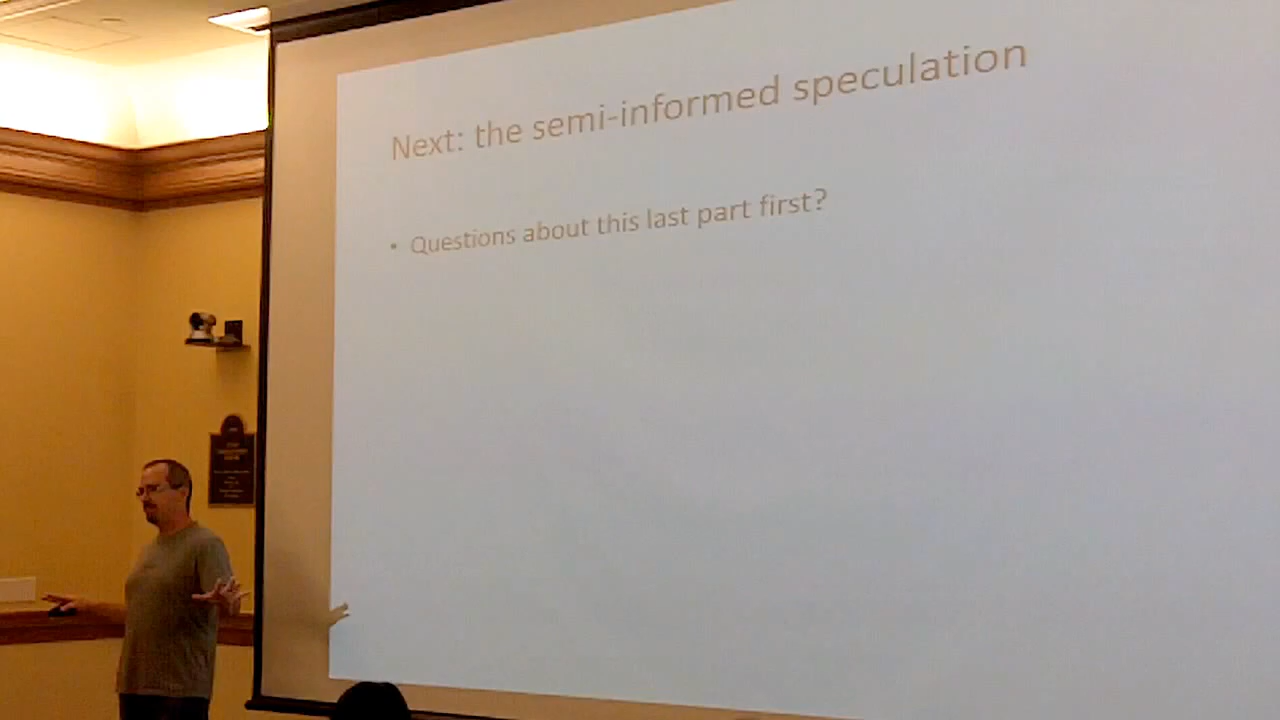 Next: the semi-informed speculation
• Questions about this last part first?